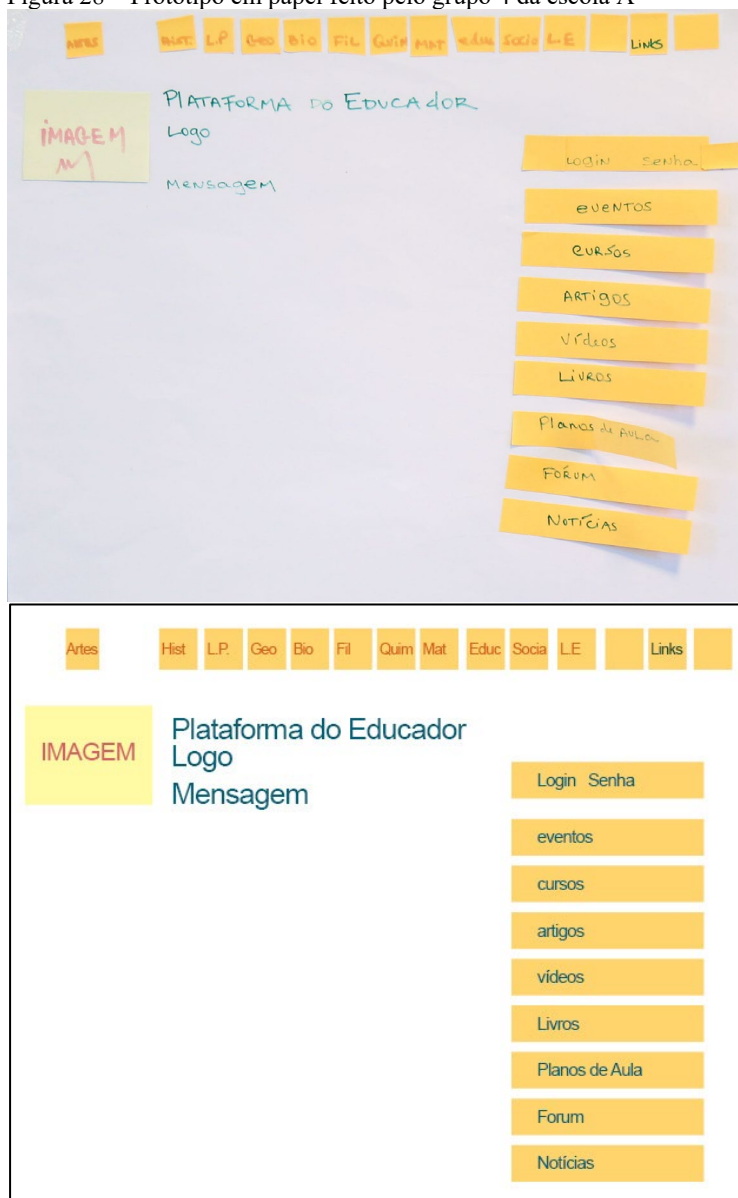 Figura 28 – Protótipo em papel feito pelo grupo 4 da escola A
ARTES HIST. L.P Geo Bio FiL QuiM MAT educ Socio L.E Links
PlATAFORMA DO EDUCAdOR
iMAGEM
Logo
MENSAgEM
Login Senha
eventos
CURSOS
ARTigos
Vídeos
LiVROS
Planos de AULA
FÓRUM
NOTÍCIAS
Artes Hist L.P. Geo Bio Fil Quim Mat Educ Socia L.E Links
IMAGEM
Plataforma do Educador
Logo
Mensagem
Login Senha
eventos
cursos
artigos
vídeos
Livros
Planos de Aula
Forum
Notícias